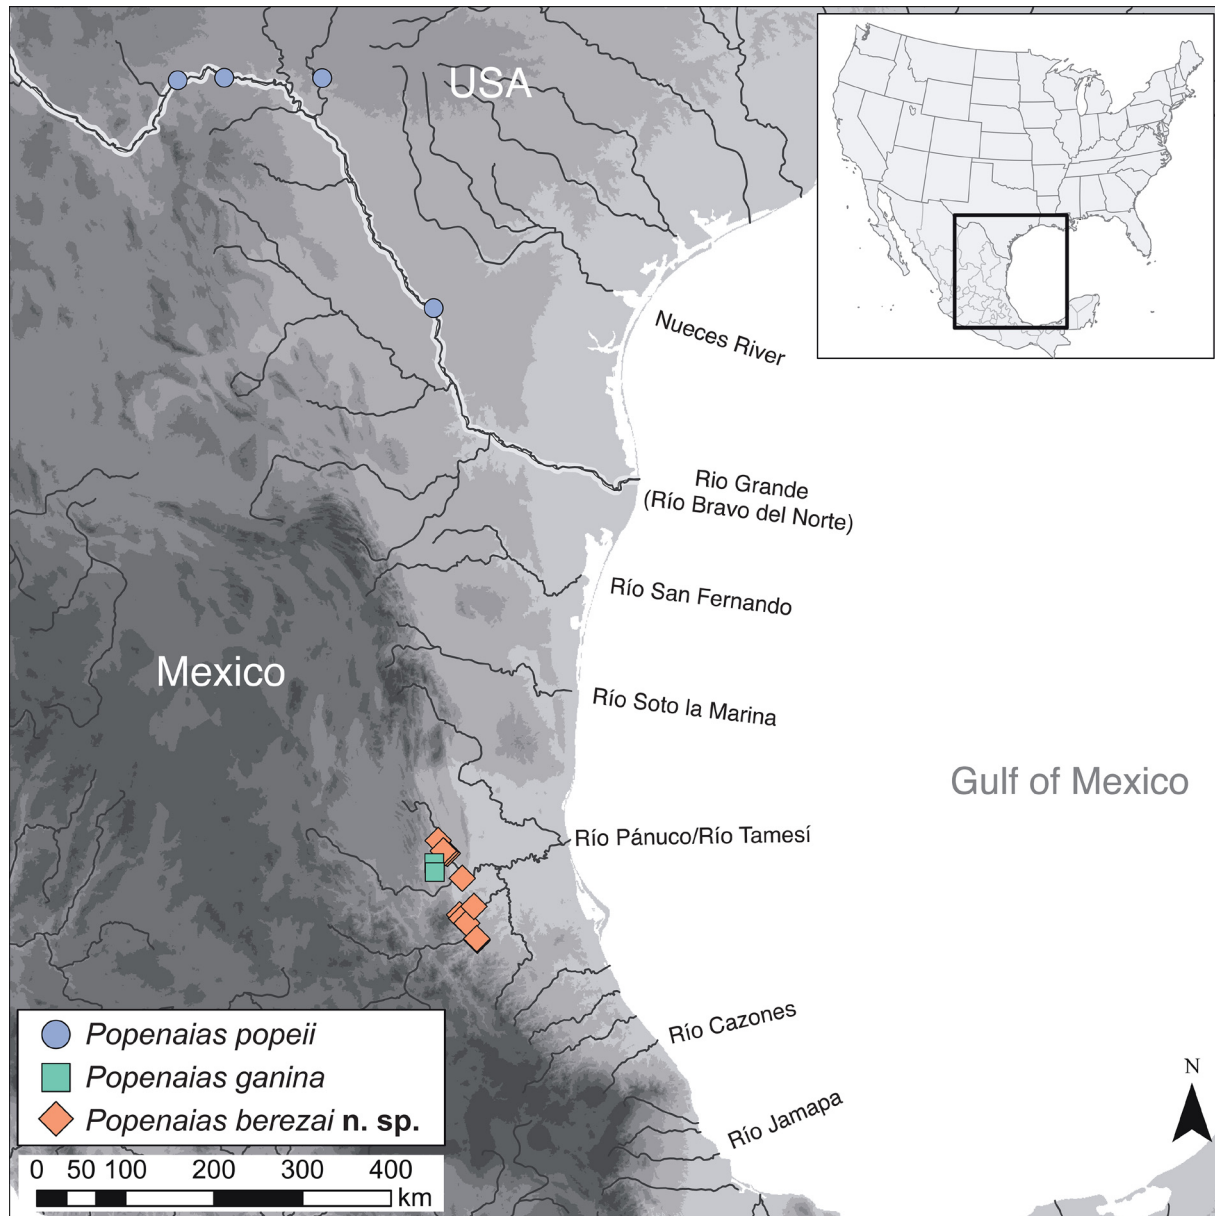 USA
Nueces River
Rio Grande
(Río Bravo del Norte)
Río San Fernando
Mexico
Río Soto la Marina
Gulf of Mexico
Río Pánuco/Río Tamesí
Río Cazones
Río Jamapa
N
Popenaias popeii
Popenaias ganina
Popenaias berezai n. sp.
0 50 100 200 300 400
km